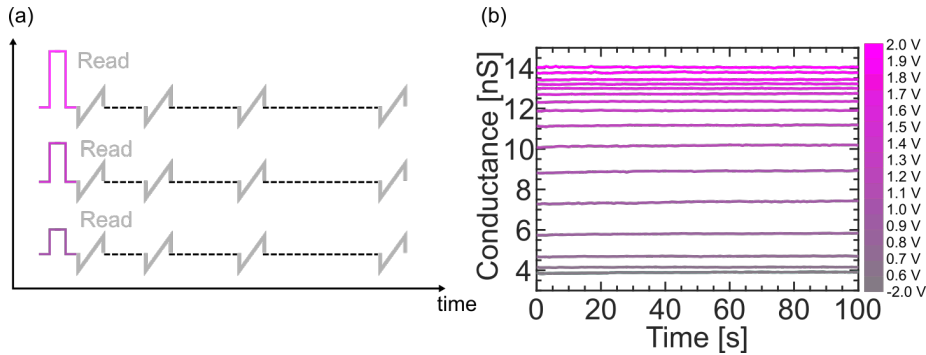 (a)
Read
Read
Read
time
(b)
Conductance [nS]
14
12
10
8
6
4
0 20 40 60 80 100
Time [s]
2.0 V
1.9 V
1.8 V
1.7 V
1.6 V
1.5 V
1.4 V
1.3 V
1.2 V
1.1 V
1.0 V
0.9 V
0.8 V
0.7 V
0.6 V
-2.0 V